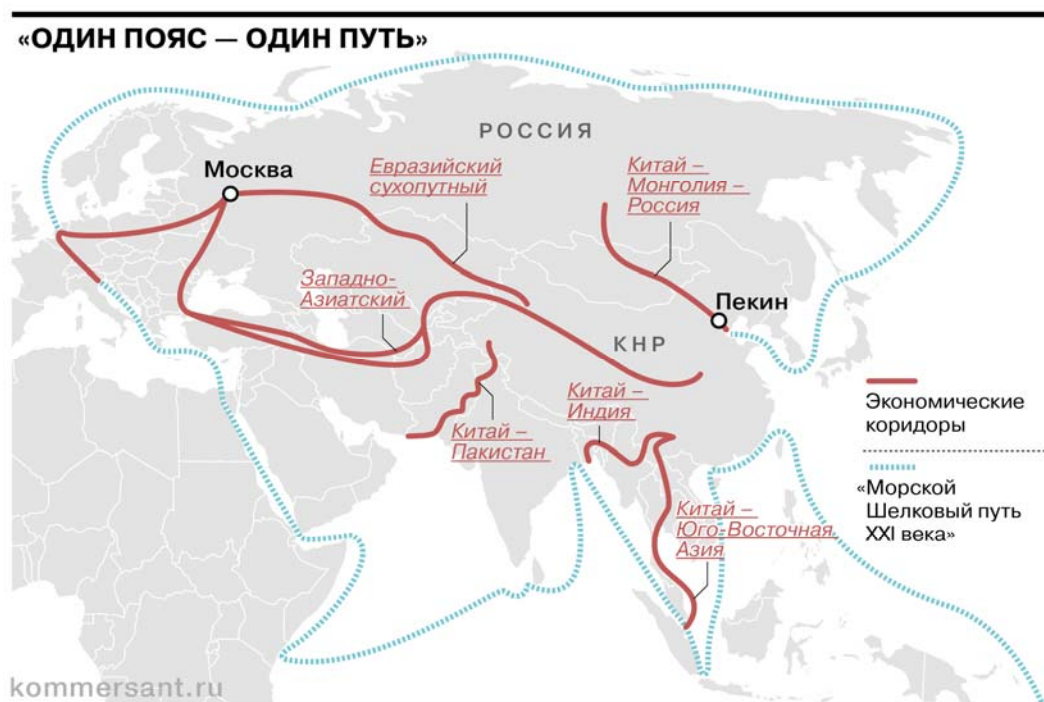 «ОДИН ПОЯС — ОДИН ПУТЬ»
РОССИЯ
Москва
Евразийский
сухопутный
Китай –
Монголия –
Россия
Западно-
Азиатский
Пекин
КНР
Китай –
Индия
Китай –
Пакистан
Китай –
Юго-Восточная
Азия
Экономические
коридоры
«Морской
Шелковый путь
XXI века»
kommersant.ru